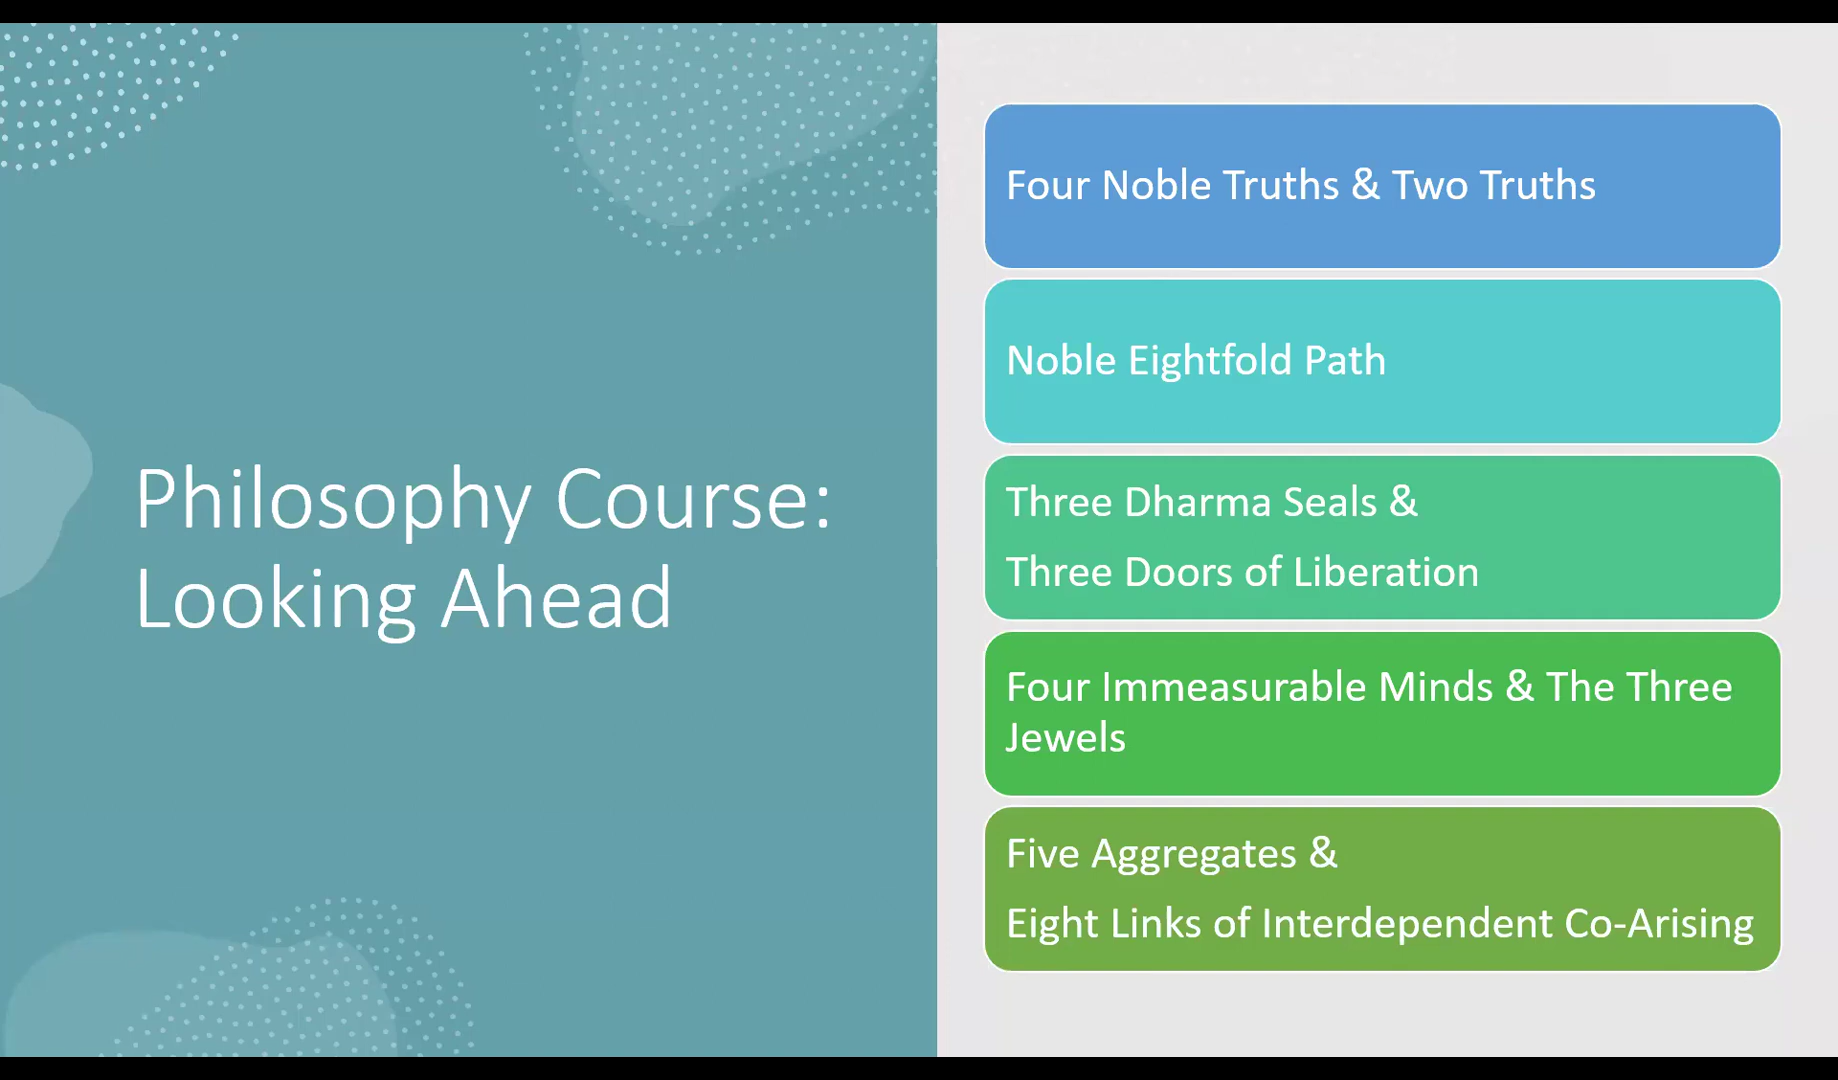 Philosophy Course:
Looking Ahead
Four Noble Truths & Two Truths
Noble Eightfold Path
Three Dharma Seals &
Three Doors of Liberation
Four Immeasurable Minds & The Three
Jewels
Five Aggregates &
Eight Links of Interdependent Co-Arising